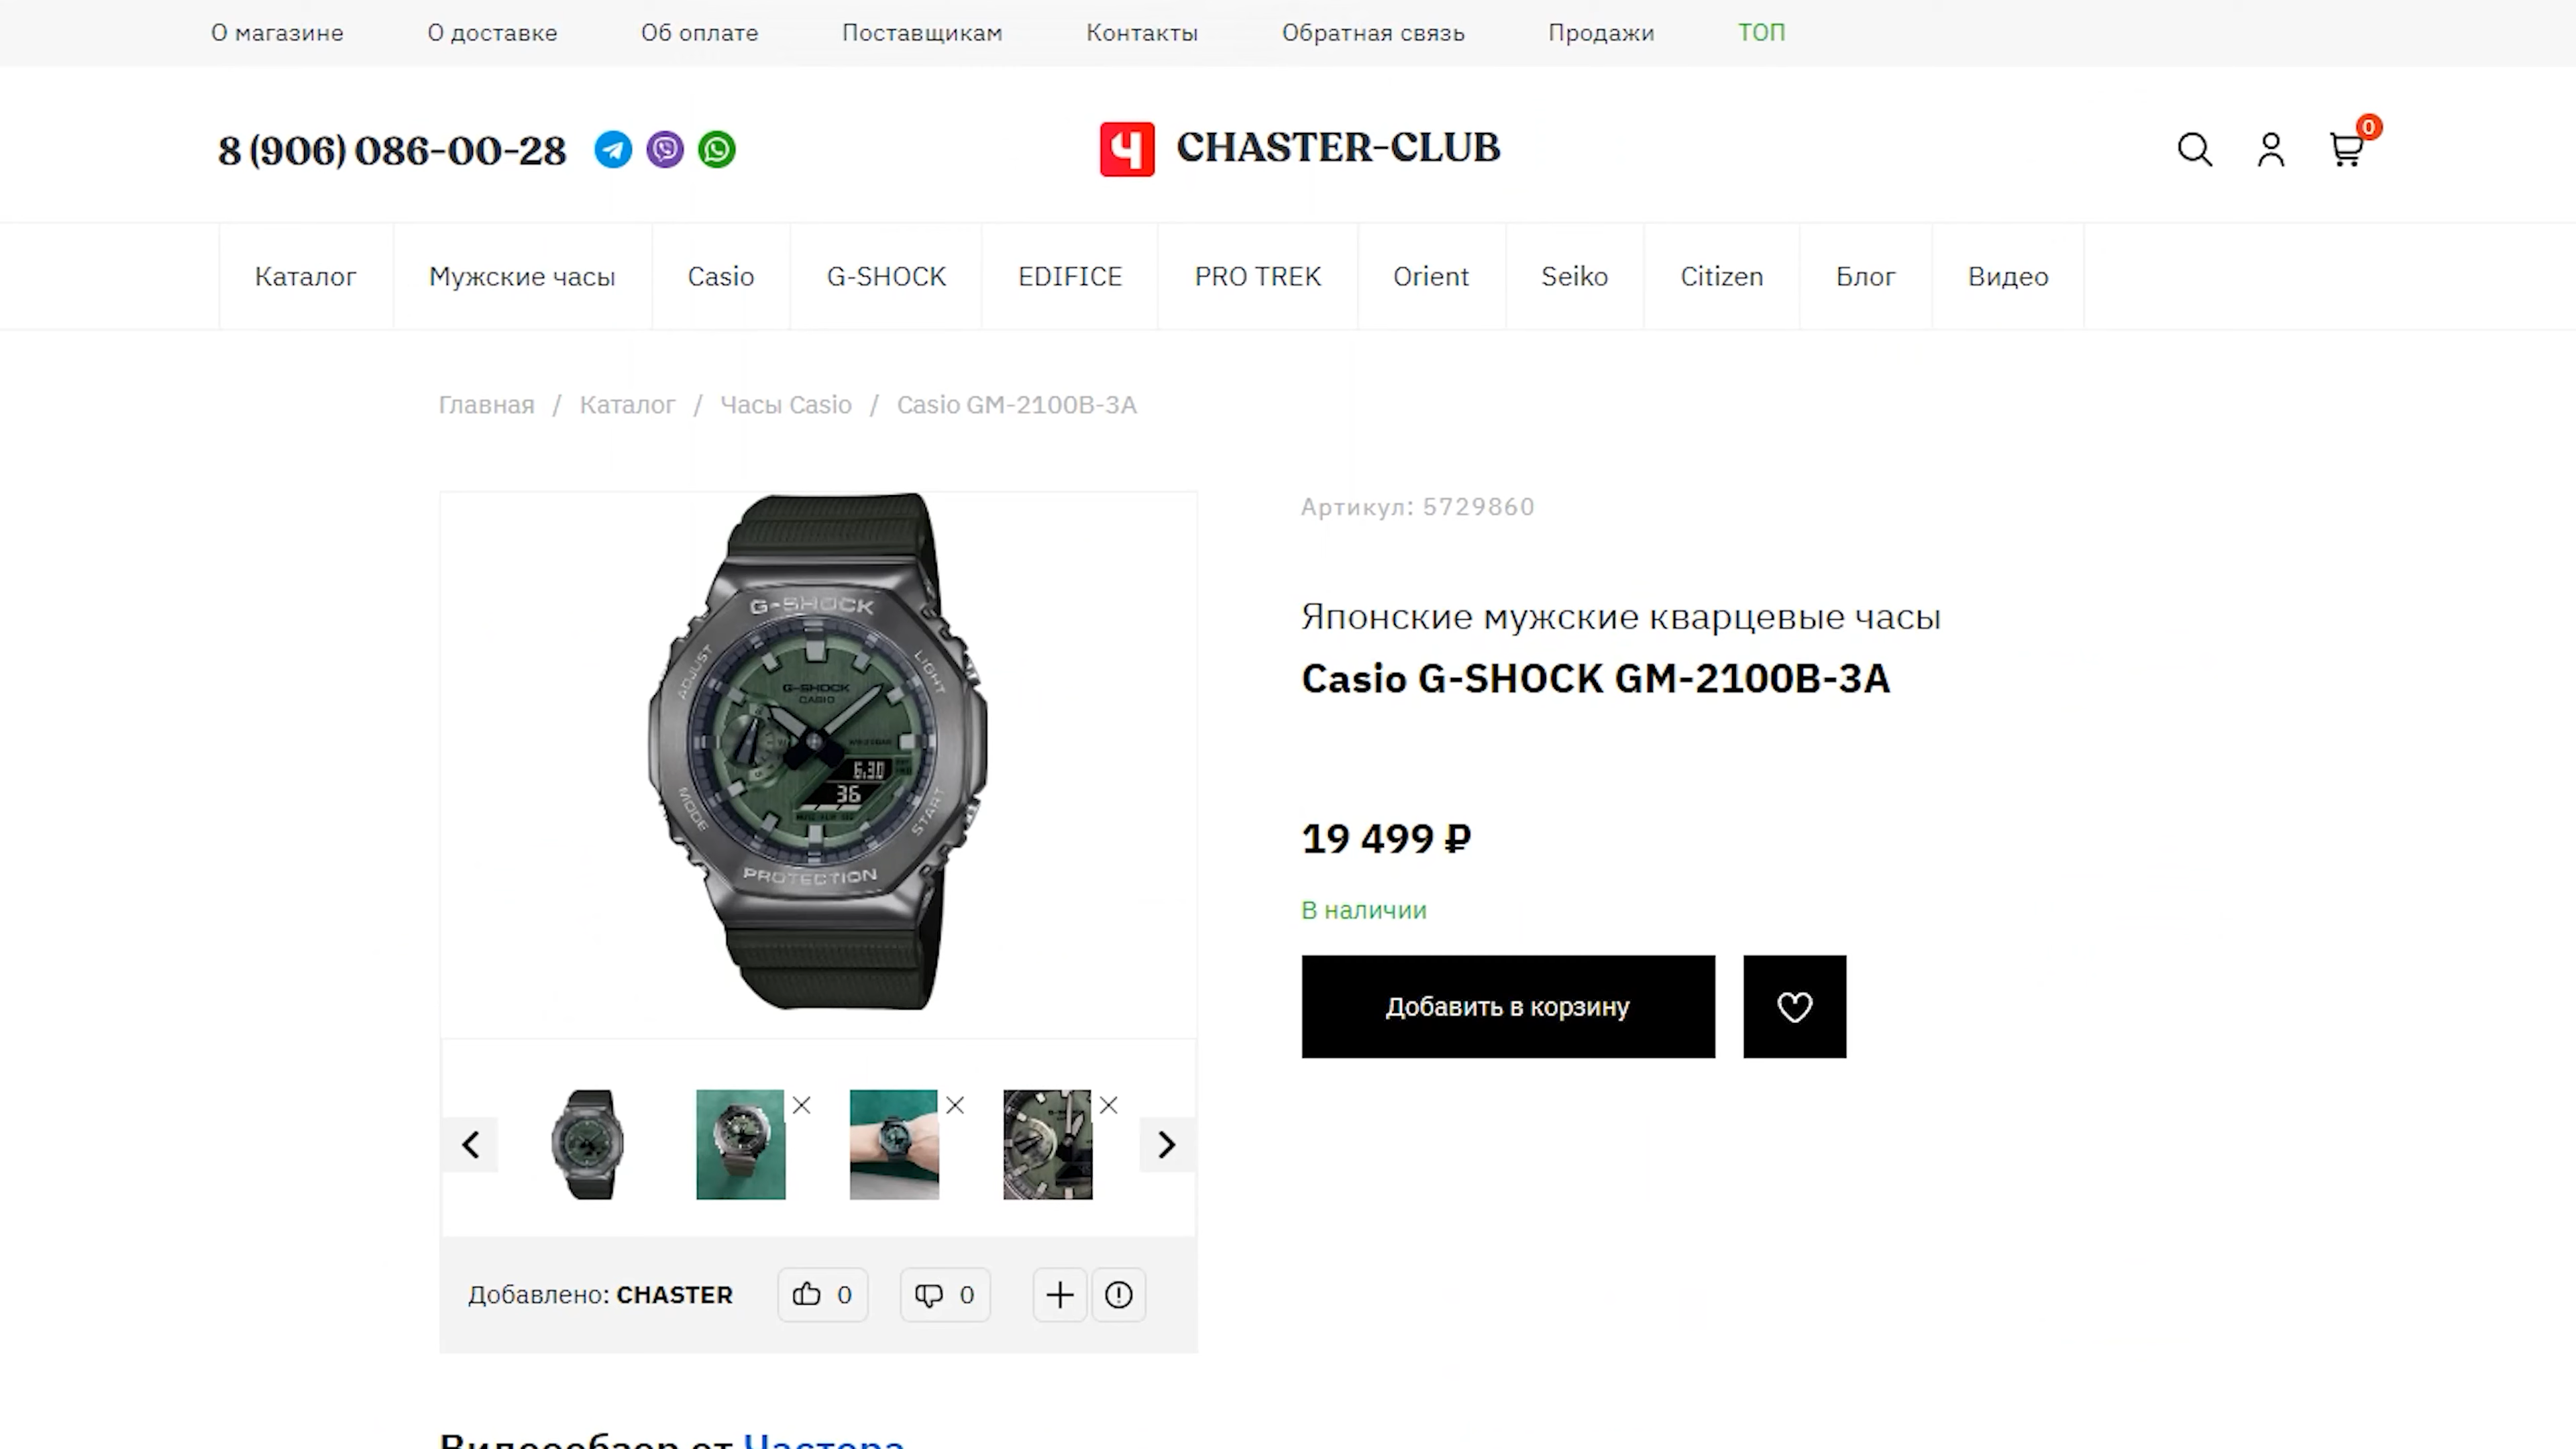 О магазине
О доставке
Об оплате
Поставщикам
Контакты
Обратная связь
Продажи
ТОП
8 (906) 086-00-28
Ч CHASTER-CLUB
0
Каталог
Мужские часы
Casio
G-SHOCK
EDIFICE
PRO TREK
Orient
Seiko
Citizen
Блог
Видео
Главная / Каталог / Часы Casio / Casio GM-2100B-3A
G-SHOCK
ADJUST
LIGHT
G-SHOCK
CASIO
6.30
36
MODE
START
PROTECTION
Артикул: 5729860
Японские мужские кварцевые часы
Casio G-SHOCK GM-2100B-3A
19 499 ₽
В наличии
Добавить в корзину
Добавлено: CHASTER
0
0
Видеообзор от Частера